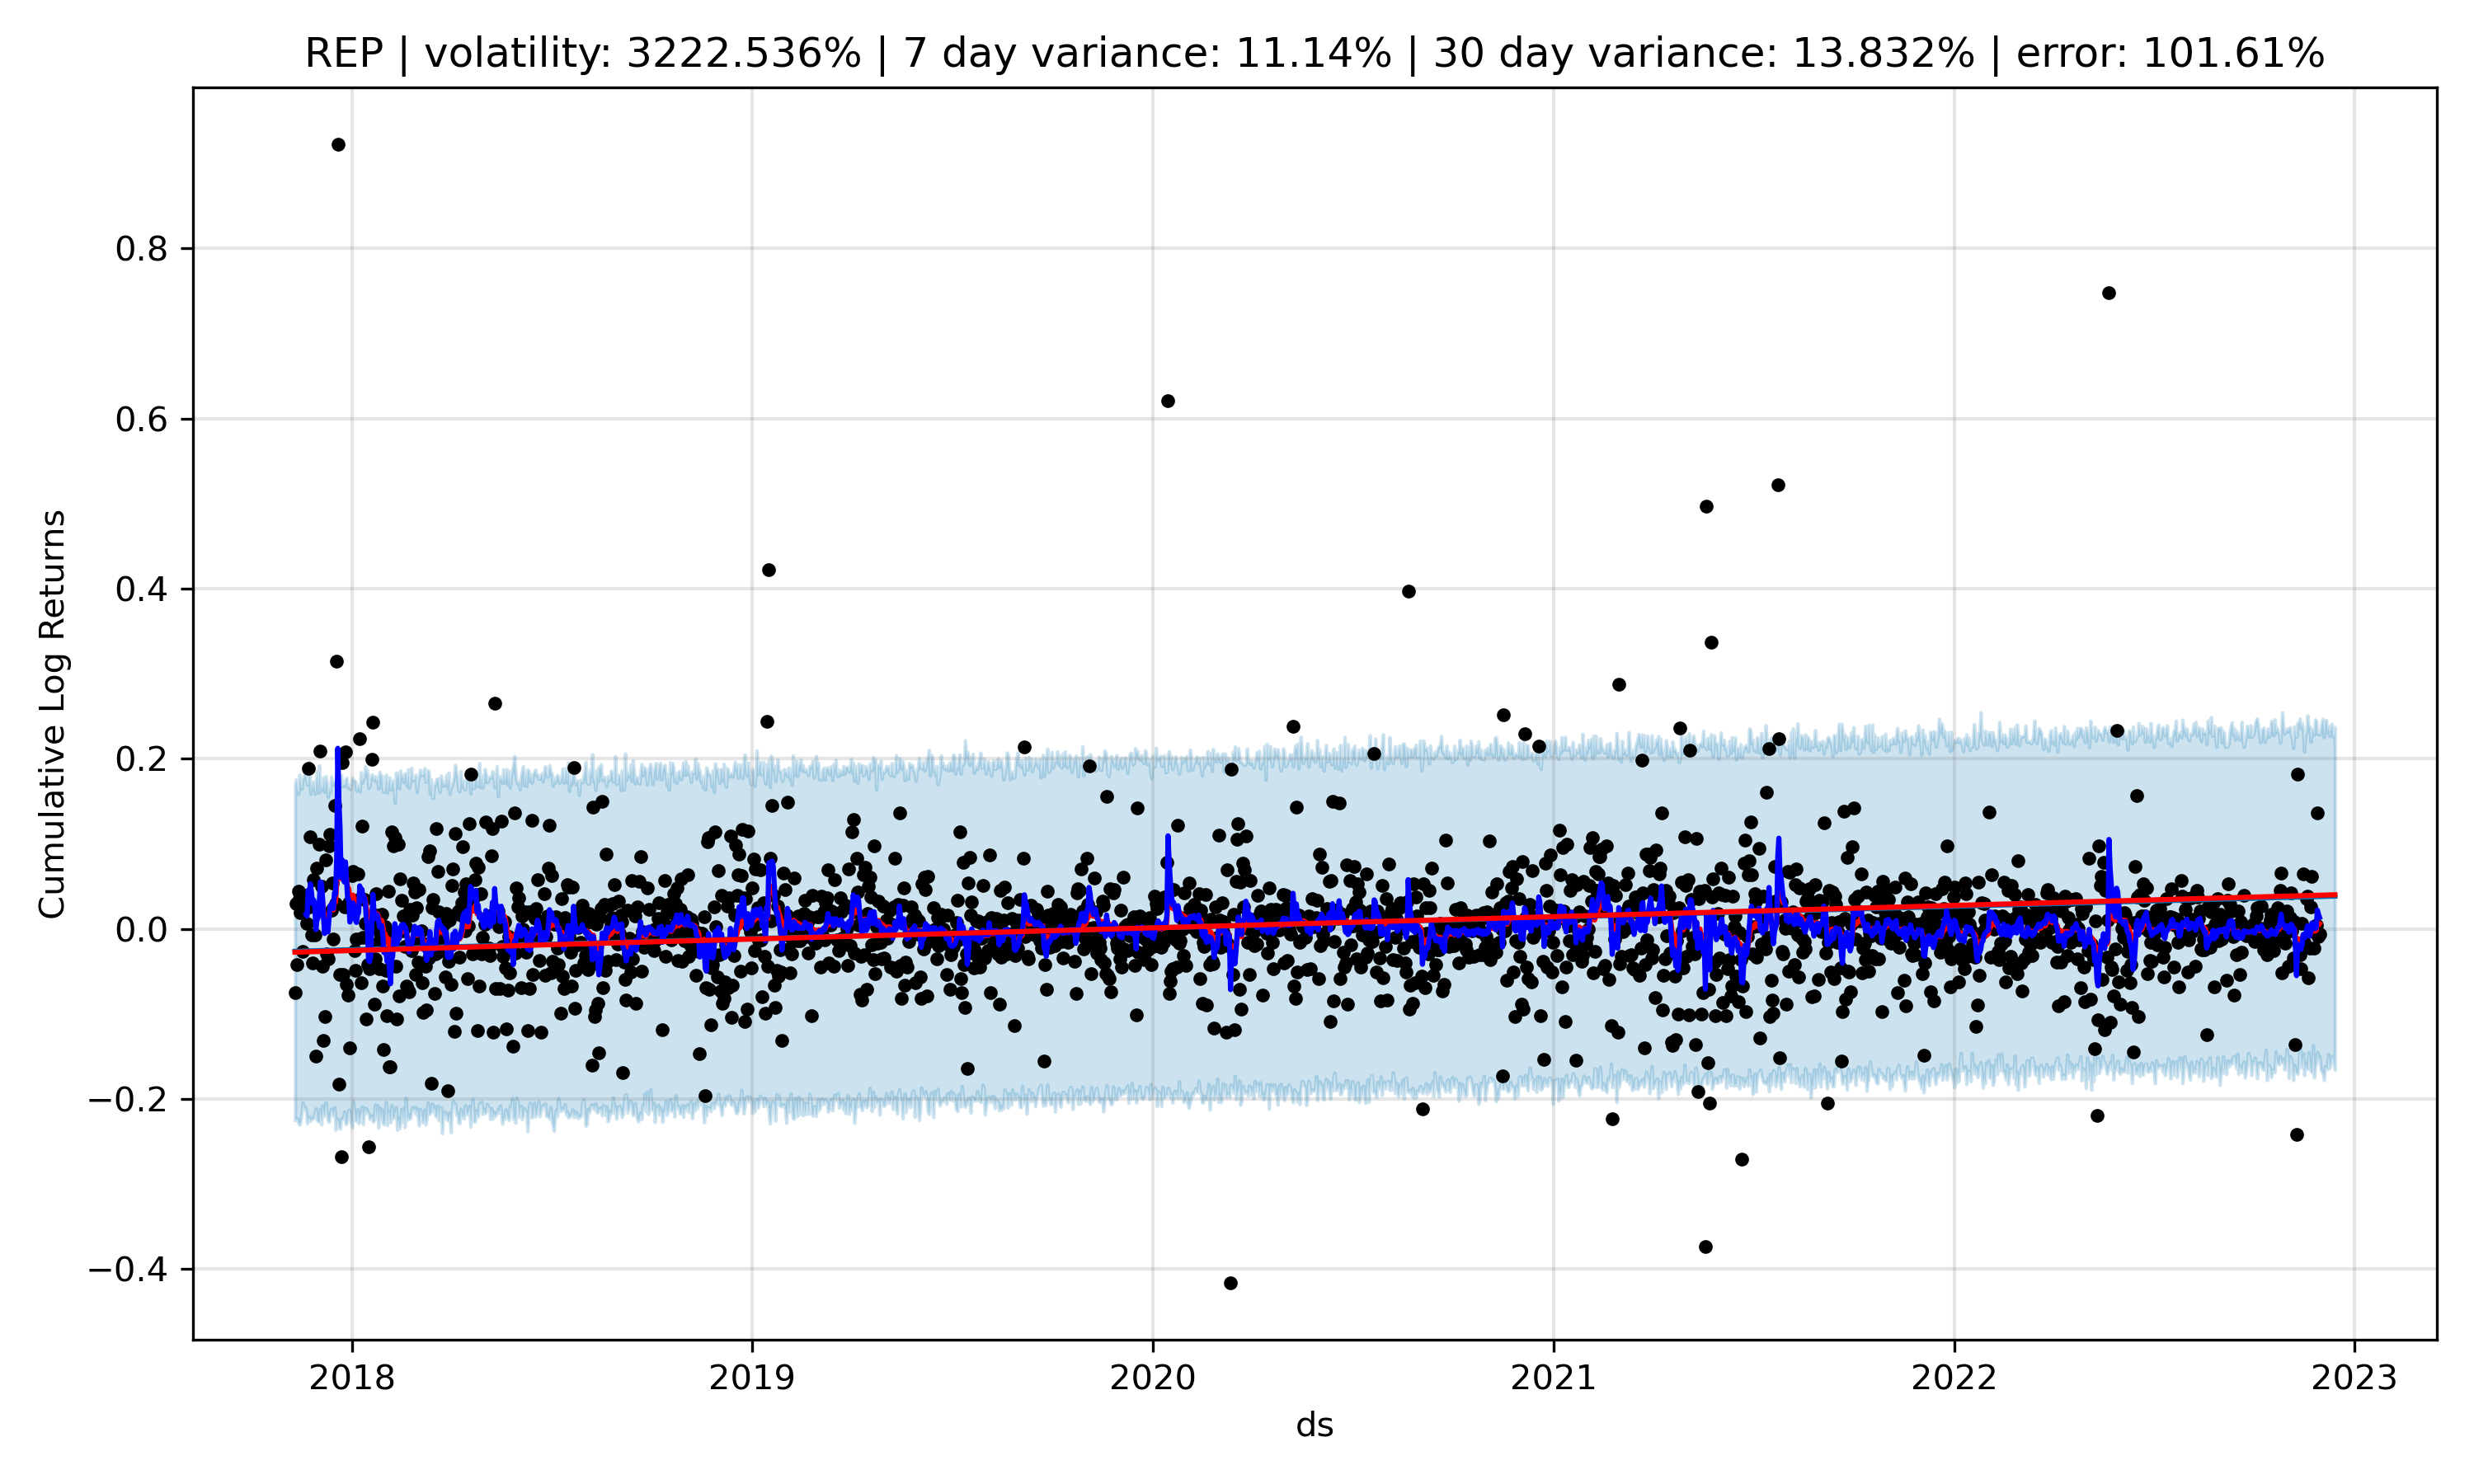 REP | volatility: 3222.536% | 7 day variance: 11.14% | 30 day variance: 13.832% | error: 101.61%
Cumulative Log Returns
0.8
0.6
0.4
0.2
0.0
−0.2
−0.4
2018 2019 2020 2021 2022 2023
ds